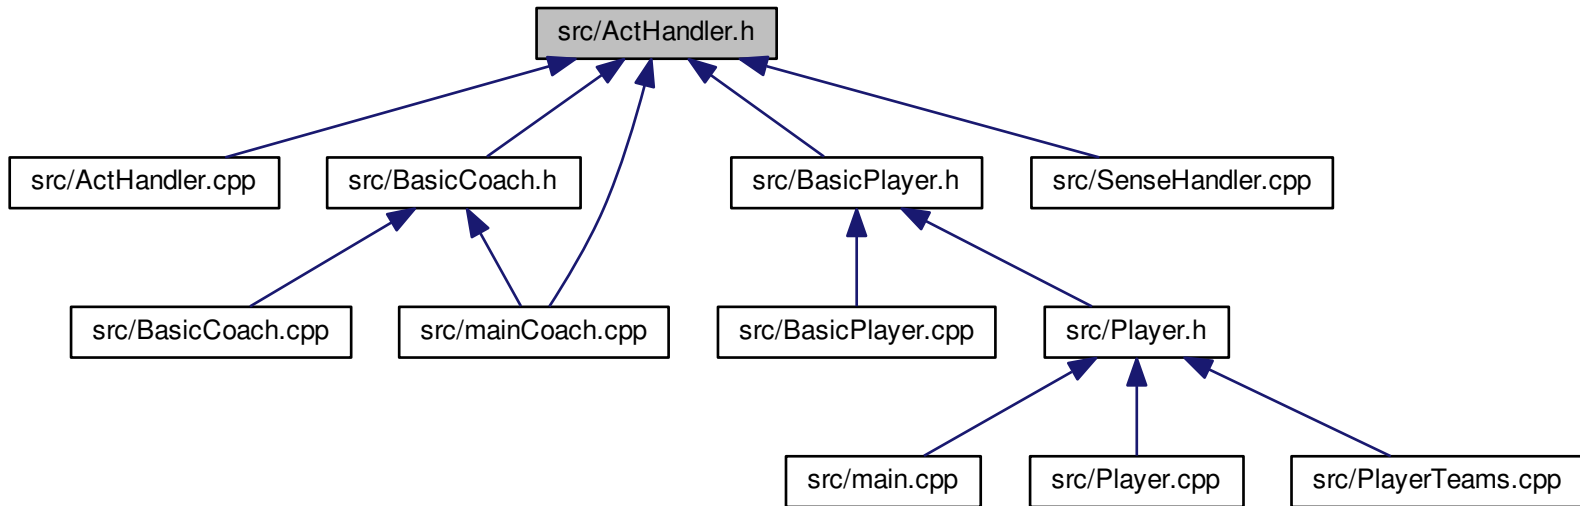 src/ActHandler.h
src/ActHandler.cpp
src/BasicCoach.h
src/BasicPlayer.h
src/SenseHandler.cpp
src/BasicCoach.cpp
src/mainCoach.cpp
src/BasicPlayer.cpp
src/Player.h
src/main.cpp
src/Player.cpp
src/PlayerTeams.cpp